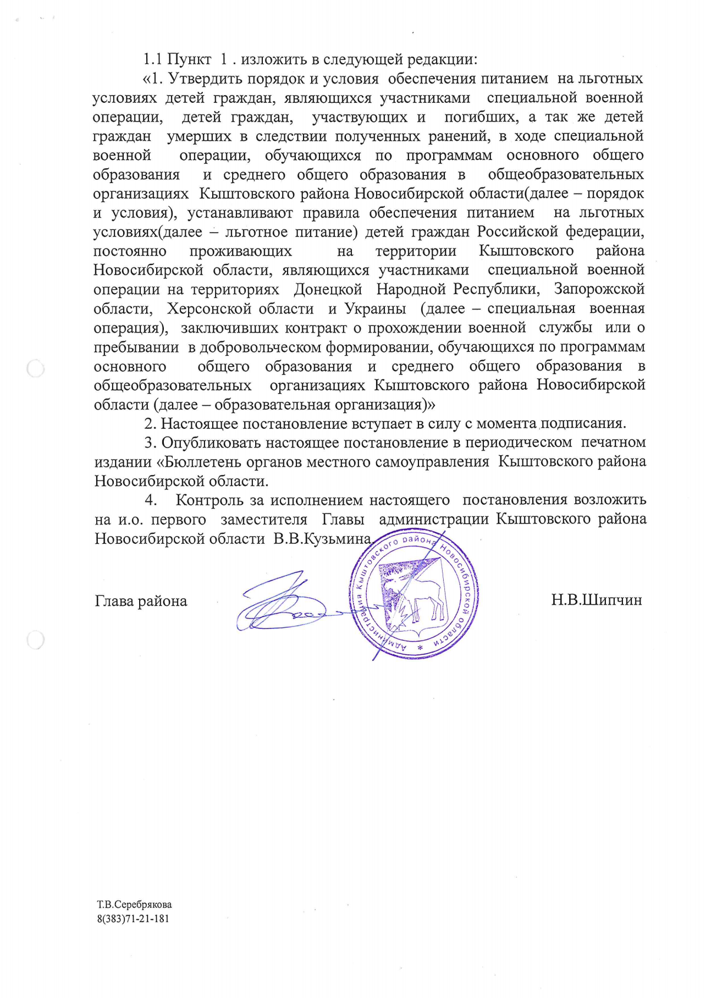 1.1 Пункт 1 . изложить в следующей редакции:
«1. Утвердить порядок и условия обеспечения питанием на льготных
условиях детей граждан, являющихся участниками специальной военной
операции, детей граждан, участвующих и погибших, а так же детей
граждан умерших в следствии полученных ранений, в ходе специальной
военной операции, обучающихся по программам основного общего
образования и среднего общего образования в общеобразовательных
организациях Кыштовского района Новосибирской области(далее – порядок
и условия), устанавливают правила обеспечения питанием на льготных
условиях(далее – льготное питание) детей граждан Российской федерации,
постоянно проживающих на территории Кыштовского района
Новосибирской области, являющихся участниками специальной военной
операции на территориях Донецкой Народной Республики, Запорожской
области, Херсонской области и Украины (далее – специальная военная
операция), заключивших контракт о прохождении военной службы или о
пребывании в добровольческом формировании, обучающихся по программам
основного общего образования и среднего общего образования в
общеобразовательных организациях Кыштовского района Новосибирской
области (далее – образовательная организация)»
2. Настоящее постановление вступает в силу с момента подписания.
3. Опубликовать настоящее постановление в периодическом печатном
издании «Бюллетень органов местного самоуправления Кыштовского района
Новосибирской области.
4. Контроль за исполнением настоящего постановления возложить
на и.о. первого заместителя Главы администрации Кыштовского района
Новосибирской области В.В.Кузьмина.
Администрация Кыштовского района Новосибирской области *
Глава района Н.В.Шипчин
Т.В.Серебрякова
8(383)71-21-181